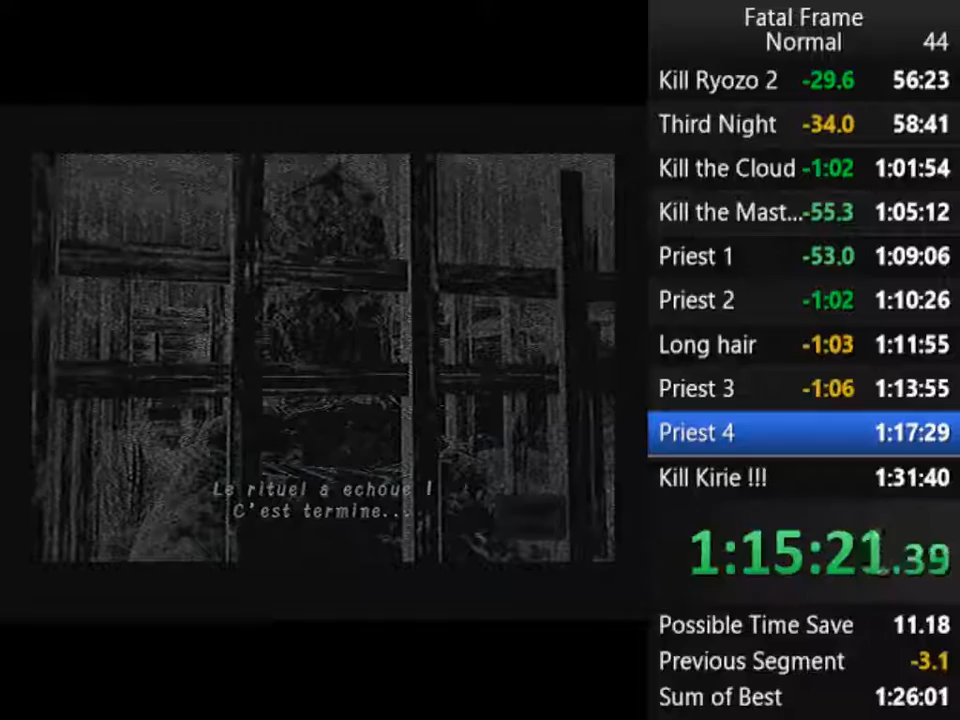 Fatal Frame
Normal 44
Kill Ryozo 2 -29.6 56:23
Third Night -34.0 58:41
Kill the Cloud -1:02 1:01:54
Kill the Mast... -55.3 1:05:12
Priest 1 -53.0 1:09:06
Priest 2 -1:02 1:10:26
Long hair -1:03 1:11:55
Priest 3 -1:06 1:13:55
Priest 4 1:17:29
Kill Kirie !!! 1:31:40
1:15:21.39
Possible Time Save 11.18
Previous Segment -3.1
Sum of Best 1:26:01
Le rituel a echoue !
C'est termine...